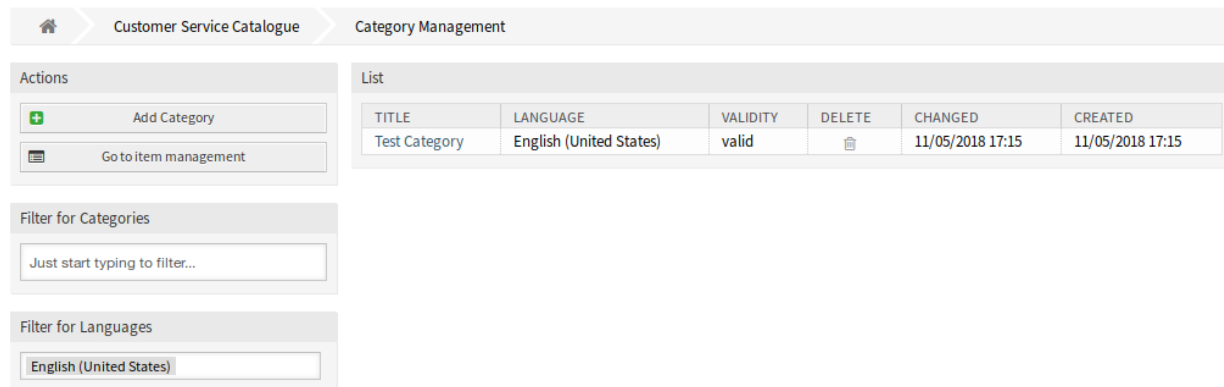 Customer Service Catalogue Category Management
Actions
Add Category
Go to item management
Filter for Categories
Just start typing to filter...
Filter for Languages
English (United States)
List
TITLE LANGUAGE VALIDITY DELETE CHANGED CREATED
Test Category English (United States) valid 11/05/2018 17:15 11/05/2018 17:15